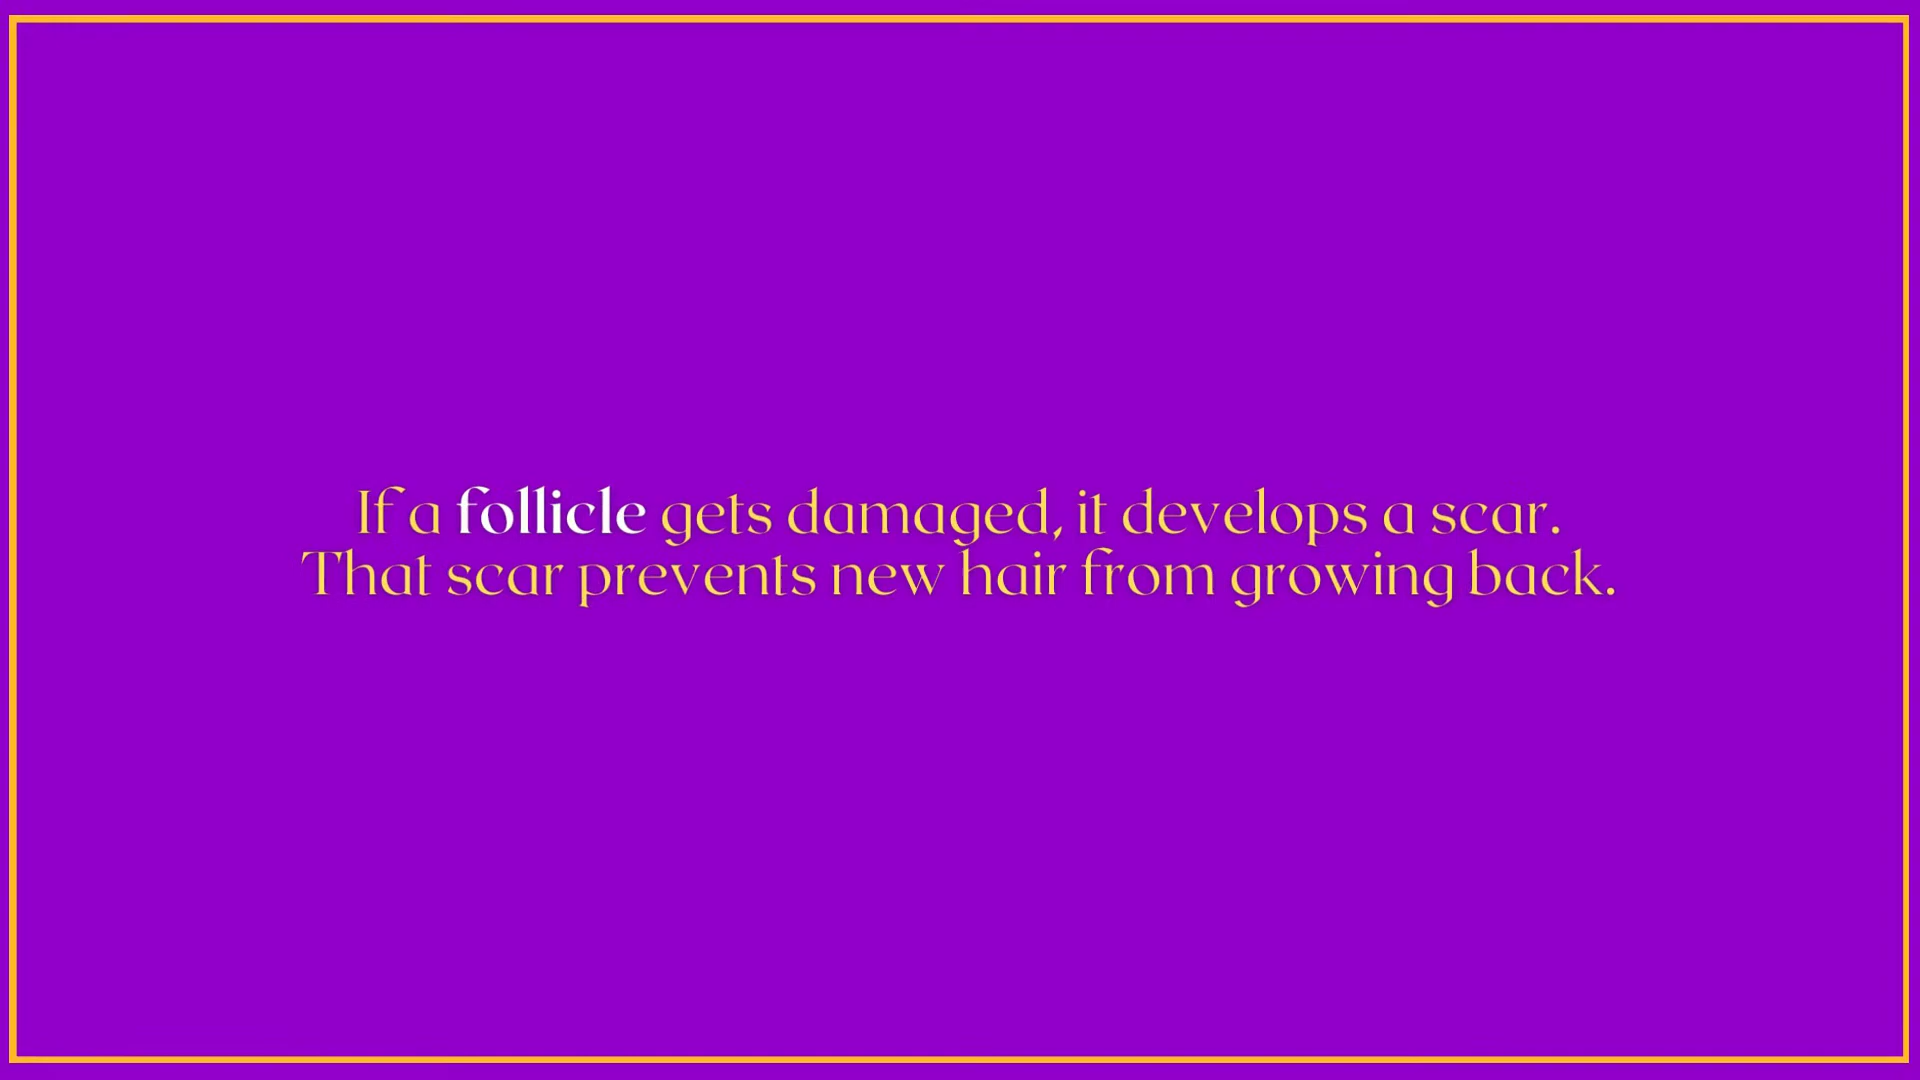 If a follicle gets damaged, it develops a scar.
That scar prevents new hair from growing back.